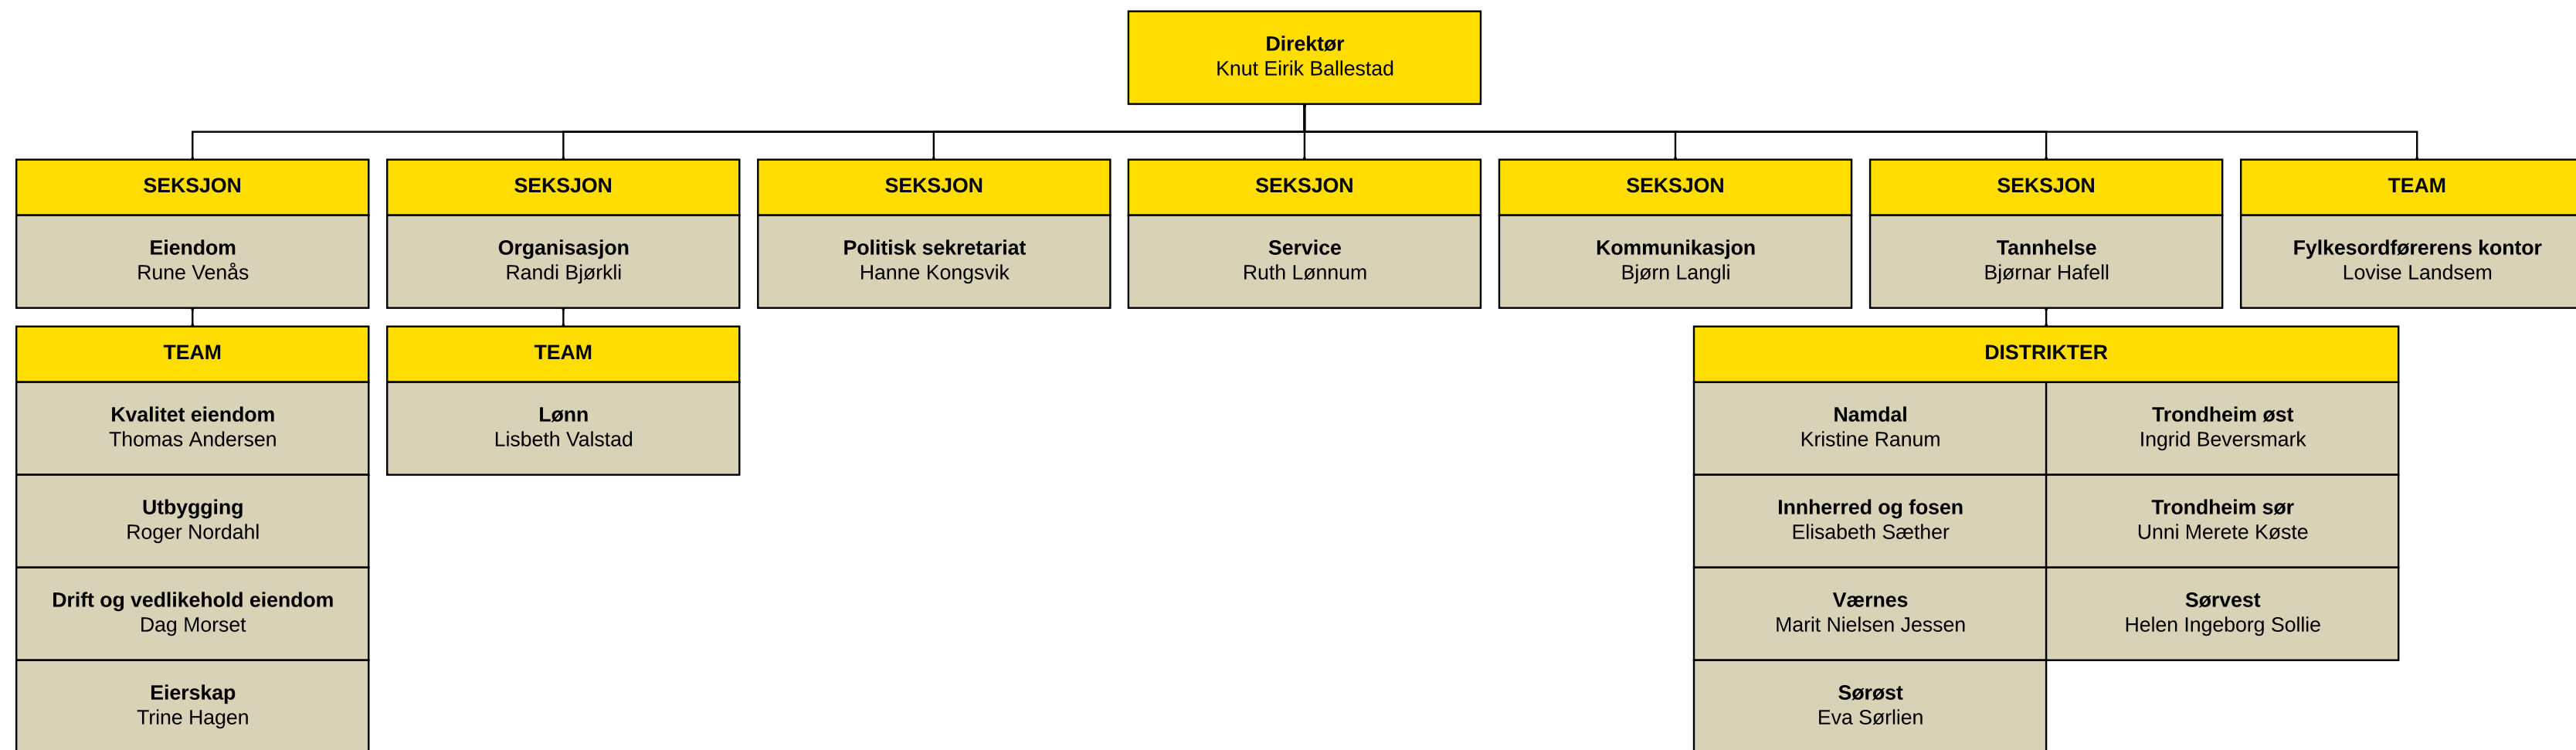 Direktør
Knut Eirik Ballestad
SEKSJON
Eiendom
Rune Venås
SEKSJON
Organisasjon
Randi Bjørkli
SEKSJON
Politisk sekretariat
Hanne Kongsvik
SEKSJON
Service
Ruth Lønnum
SEKSJON
Kommunikasjon
Bjørn Langli
SEKSJON
Tannhelse
Bjørnar Hafell
TEAM
Fylkesordførerens kontor
Lovise Landsem
TEAM
Kvalitet eiendom
Thomas Andersen
Utbygging
Roger Nordahl
Drift og vedlikehold eiendom
Dag Morset
Eierskap
Trine Hagen
TEAM
Lønn
Lisbeth Valstad
DISTRIKTER
Namdal
Kristine Ranum
Innherred og fosen
Elisabeth Sæther
Værnes
Marit Nielsen Jessen
Sørøst
Eva Sørlien
Trondheim øst
Ingrid Beversmark
Trondheim sør
Unni Merete Køste
Sørvest
Helen Ingeborg Sollie